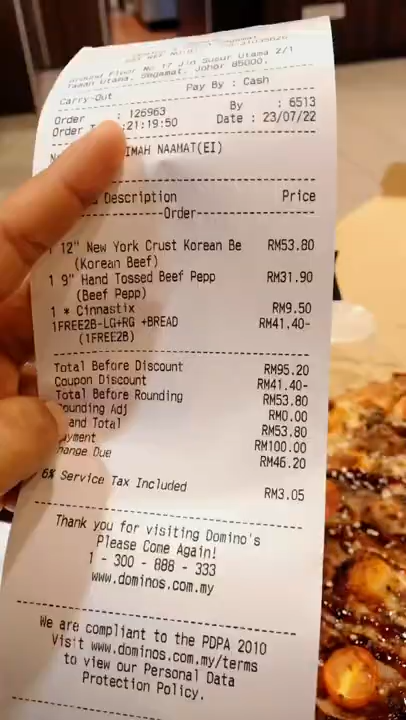 Ground Floor No 17 Jln Susur Utama 2/1
Taman Utama, Segamat, Johor 85000.
Carry-Out Pay By : Cash
Order : 126963 By : 6513
Order T :21:19:50 Date : 23/07/22
IMAH NAAMAT(EI)
Description Price
------Order------
1 12" New York Crust Korean Be RM53.80
(Korean Beef)
1 9" Hand Tossed Beef Pepp RM31.90
(Beef Pepp)
1 * Cinnastix RM9.50
1FREE2B-LG+RG +BREAD RM41.40-
(1FREE2B)
Total Before Discount RM95.20
Coupon Discount RM41.40-
Total Before Rounding RM53.80
ounding Adj RM0.00
and Total RM53.80
ayment RM100.00
hange Due RM46.20
6% Service Tax Included RM3.05
Thank you for visiting Domino's
Please Come Again!
1 - 300 - 888 - 333
www.dominos.com.my
We are compliant to the PDPA 2010
Visit www.dominos.com.my/terms
to view our Personal Data
Protection Policy.